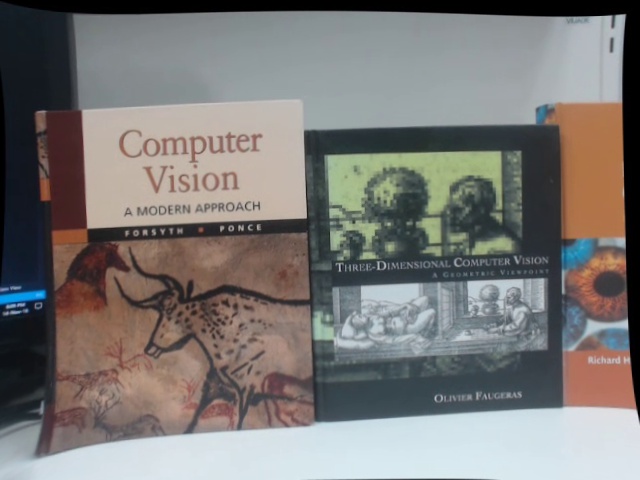 Computer
Vision
A MODERN APPROACH
FORSYTH ▪ PONCE
THREE-DIMENSIONAL COMPUTER VISION
A GEOMETRIC VIEWPOINT
OLIVIER FAUGERAS
Richard H